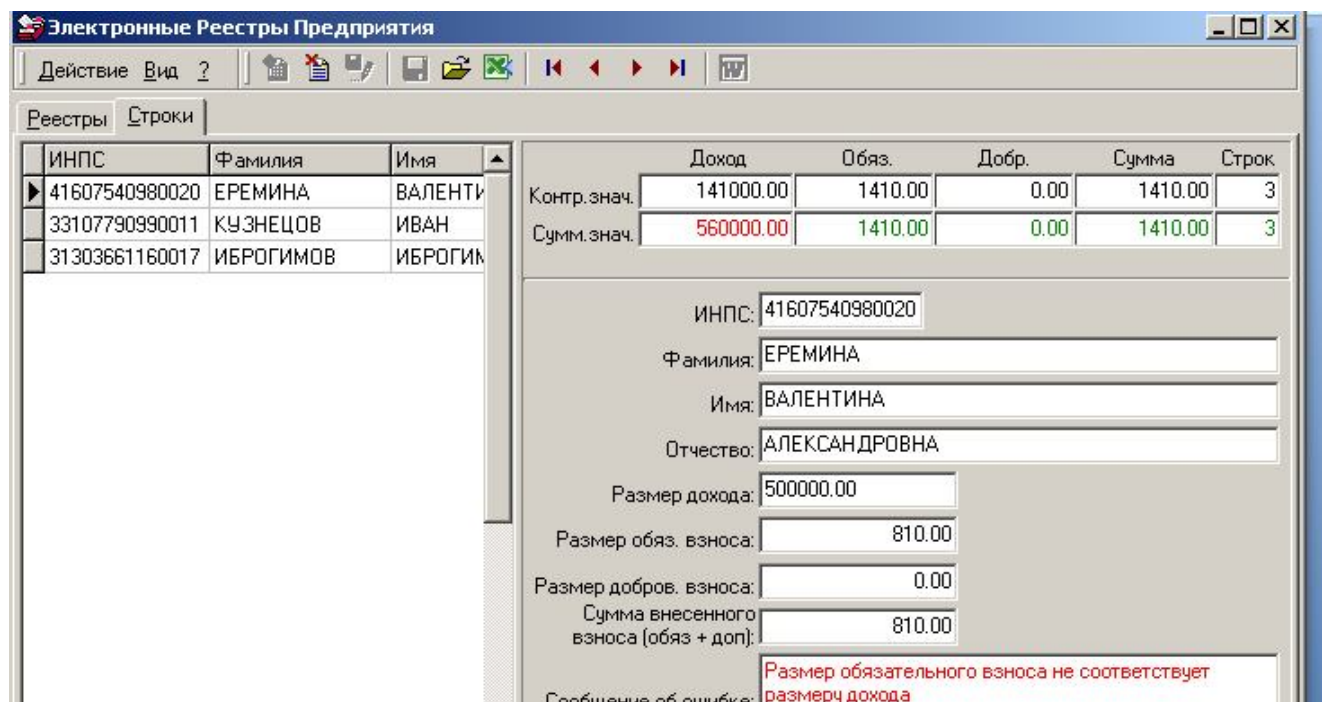 Электронные Реестры Предприятия
Действие Вид ?
Реестры Строки
ИНПС Фамилия Имя
41607540980020 ЕРЕМИНА ВАЛЕНТИ
33107790990011 КУЗНЕЦОВ ИВАН
31303661160017 ИБРОГИМОВ ИБРОГИМ
Доход Обяз. Добр. Сумма Строк
Контр.знач. 141000.00 1410.00 0.00 1410.00 3
Сумм.знач. 560000.00 1410.00 0.00 1410.00 3
ИНПС: 41607540980020
Фамилия: ЕРЕМИНА
Имя: ВАЛЕНТИНА
Отчество: АЛЕКСАНДРОВНА
Размер дохода: 500000.00
Размер обяз. взноса: 810.00
Размер добров. взноса: 0.00
Сумма внесенного
взноса (обяз + доп): 810.00
Размер обязательного взноса не соответствует
Сообщение об ошибке: размеру дохода